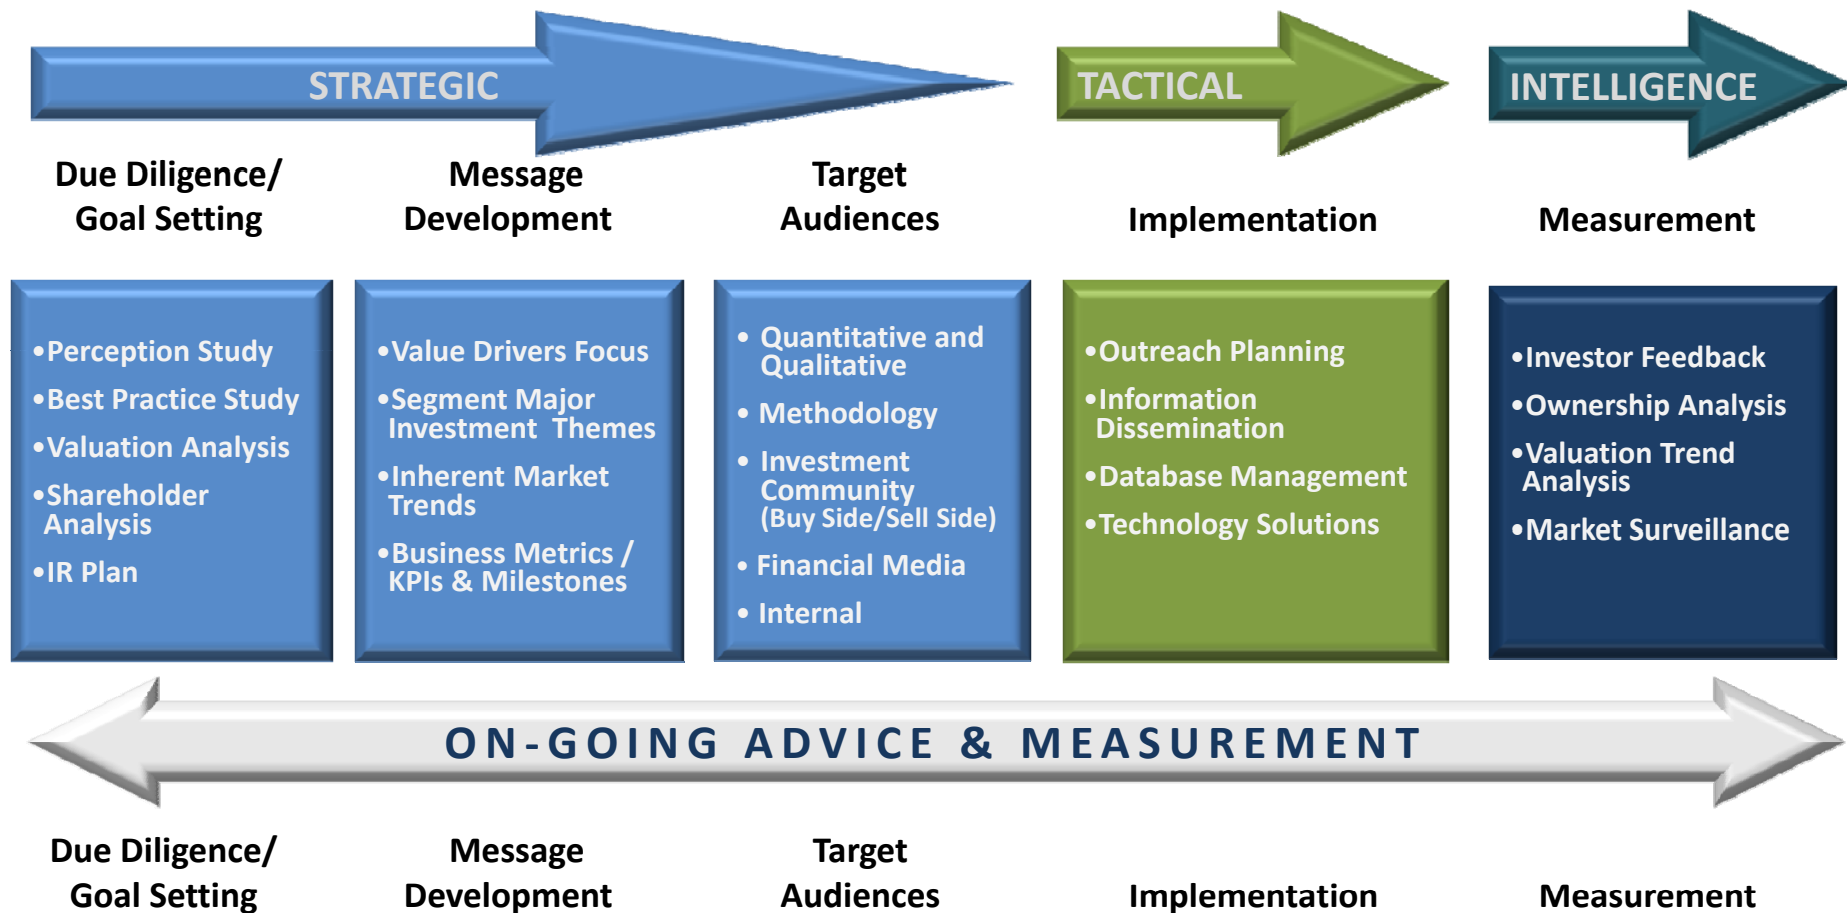 STRATEGIC
TACTICAL
INTELLIGENCE
Due Diligence/
Goal Setting
Message
Development
Target
Audiences
Implementation
Measurement
•Perception Study
•Best Practice Study
•Valuation Analysis
•Shareholder
Analysis
•IR Plan
•Value Drivers Focus
•Segment Major
Investment Themes
•Inherent Market
Trends
•Business Metrics /
KPIs & Milestones
• Quantitative and
Qualitative
• Methodology
• Investment
Community
(Buy Side/Sell Side)
• Financial Media
• Internal
•Outreach Planning
•Information
Dissemination
•Database Management
•Technology Solutions
•Investor Feedback
•Ownership Analysis
•Valuation Trend
Analysis
•Market Surveillance
ON-GOING ADVICE & MEASUREMENT
Due Diligence/
Goal Setting
Message
Development
Target
Audiences
Implementation
Measurement